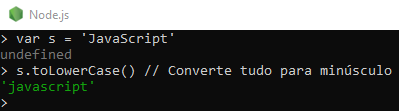 Node.js
> var s = 'JavaScript'
undefined
> s.toLowerCase() // Converte tudo para minúsculo
'javascript'
>